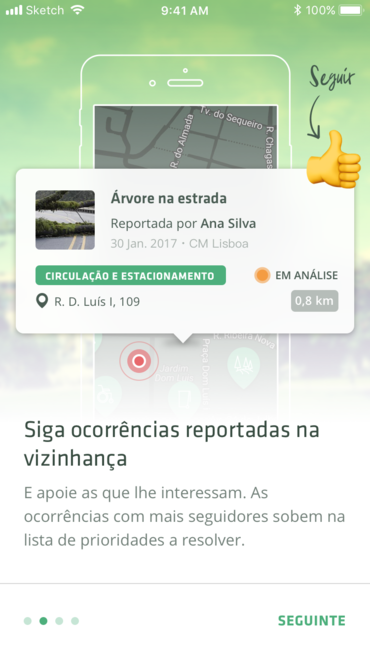 Sketch 9:41 AM 100%
Seguir
Tv. do Sequeiro
R. do Almada
R. Chagas
Árvore na estrada
Reportada por Ana Silva
30 Jan. 2017 • CM Lisboa
CIRCULAÇÃO E ESTACIONAMENTO EM ANÁLISE
R. D. Luís I, 109 0,8 km
R. Ribeira Nova
Siga ocorrências reportadas na
vizinhança
E apoie as que lhe interessam. As
ocorrências com mais seguidores sobem na
lista de prioridades a resolver.
SEGUINTE